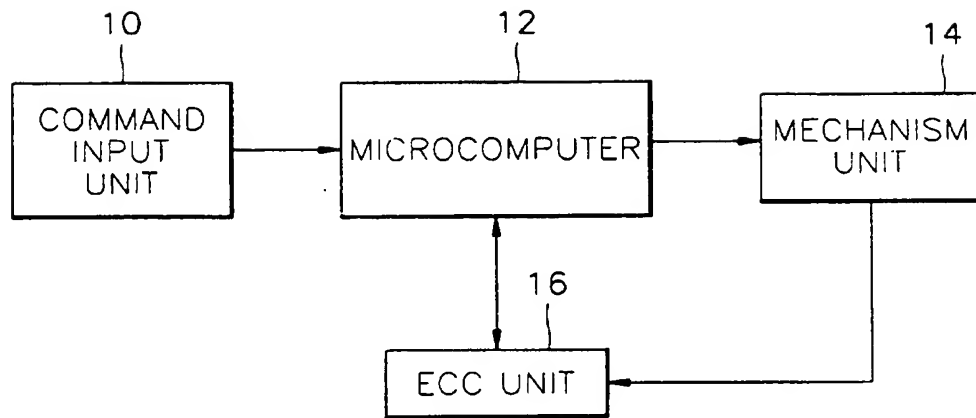 10
12
14
COMMAND
INPUT
UNIT
MICROCOMPUTER
MECHANISM
UNIT
16
ECC UNIT